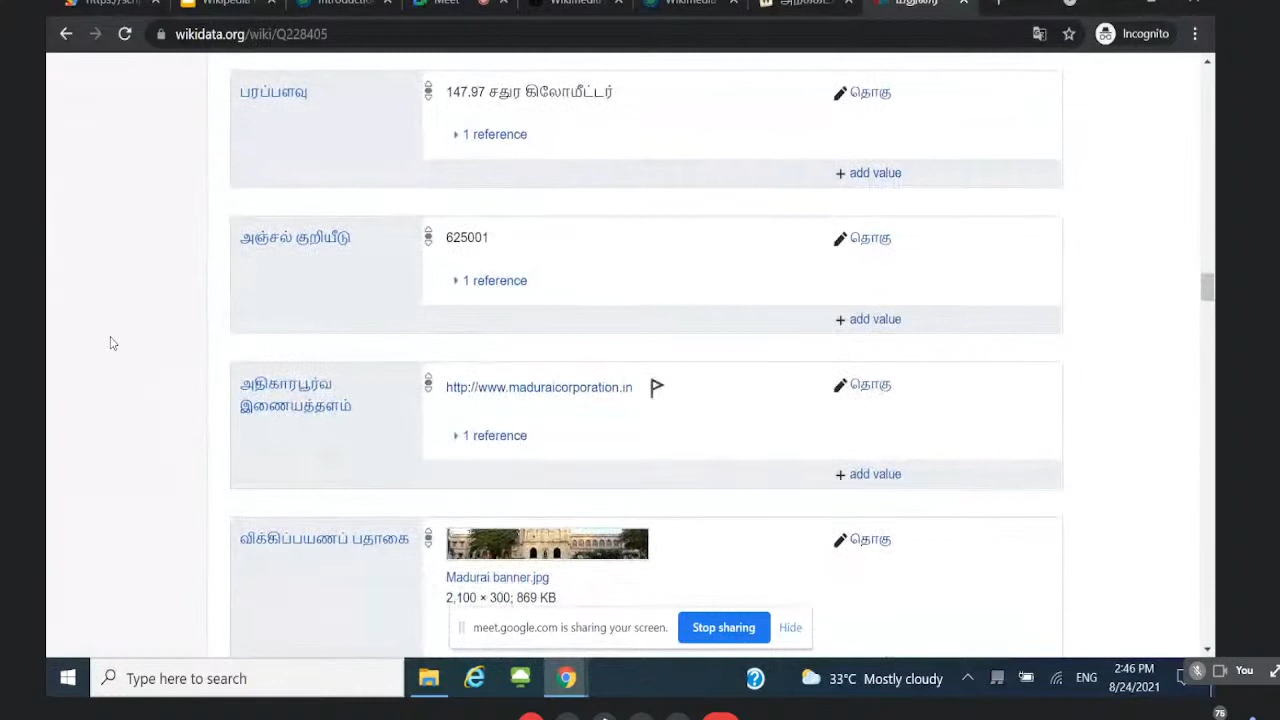 Meet
wikidata.org/wiki/Q228405
Incognito
பரப்பளவு
147.97 சதுர கிலோமீட்டர்
தொகு
1 reference
+ add value
அஞ்சல் குறியீடு
625001
தொகு
1 reference
+ add value
அதிகாரபூர்வ
இணையத்தளம்
http://www.maduraicorporation.in
தொகு
1 reference
+ add value
விக்கிப்பயணப் பதாகை
தொகு
Madurai banner.jpg
2,100 × 300; 869 KB
meet.google.com is sharing your screen.
Stop sharing
Hide
Type here to search
33°C Mostly cloudy
ENG
2:46 PM
8/24/2021
You
75